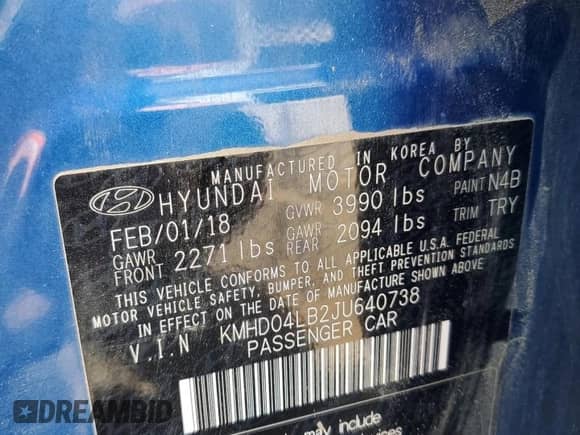 MANUFACTURED IN KOREA BY
HYUNDAI MOTOR COMPANY
FEB/01/18 GVWR 3990 lbs PAINT N4B
GAWR FRONT 2271 lbs GAWR REAR 2094 lbs TRIM TRY
THIS VEHICLE CONFORMS TO ALL APPLICABLE U.S.A. FEDERAL
MOTOR VEHICLE SAFETY, BUMPER, AND THEFT PREVENTION STANDARDS
IN EFFECT ON THE DATE OF MANUFACTURE SHOWN ABOVE.
V.I.N KMHD04LB2JU640738
PASSENGER CAR
may include
DREAMBID